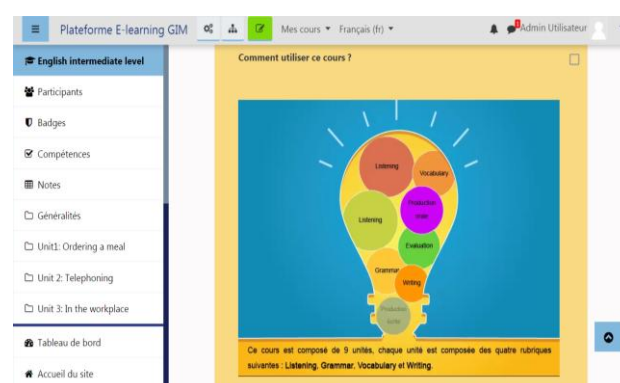 Plateforme E-learning GIM
Mes cours
Français (fr)
Admin Utilisateur
English intermediate level
Participants
Badges
Compétences
Notes
Généralités
Unit1: Ordering a meal
Unit 2: Telephoning
Unit 3: In the workplace
Tableau de bord
Accueil du site
Comment utiliser ce cours ?
Listening
Vocabulary
Production
Listening
Evaluation
Grammar
Writing
Production
Ce cours est composé de 9 unités, chaque unité est composée des quatre rubriques
suivantes : Listening, Grammar, Vocabulary et Writing.